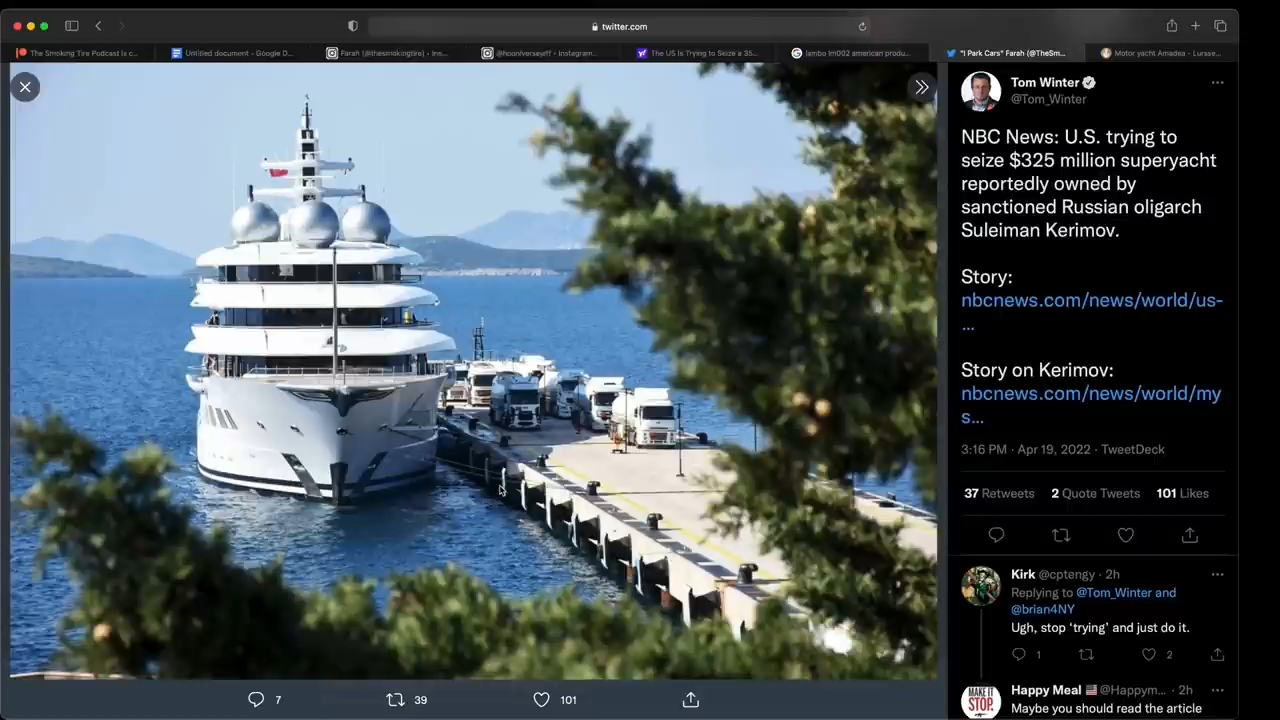 twitter.com
The Smoking Tire Podcast is c...
Untitled document - Google D...
Farah (@thesmokingtire) • Ins...
@hooniversejeff • Instagram...
The US Is Trying to Seize a 35...
lambo lm002 american produ...
"I Park Cars" Farah (@TheSm...
Motor yacht Amadea - Lursse...
Tom Winter
@Tom_Winter
NBC News: U.S. trying to
seize $325 million superyacht
reportedly owned by
sanctioned Russian oligarch
Suleiman Kerimov.
Story:
nbcnews.com/news/world/us-
...
Story on Kerimov:
nbcnews.com/news/world/my
s...
3:16 PM · Apr 19, 2022 · TweetDeck
37 Retweets 2 Quote Tweets 101 Likes
Kirk @cptengy · 2h
Replying to @Tom_Winter and
@brian4NY
Ugh, stop 'trying' and just do it.
1 2
MAKE IT
STOP.
Happy Meal @Happym... · 2h
Maybe you should read the article
7 39 101